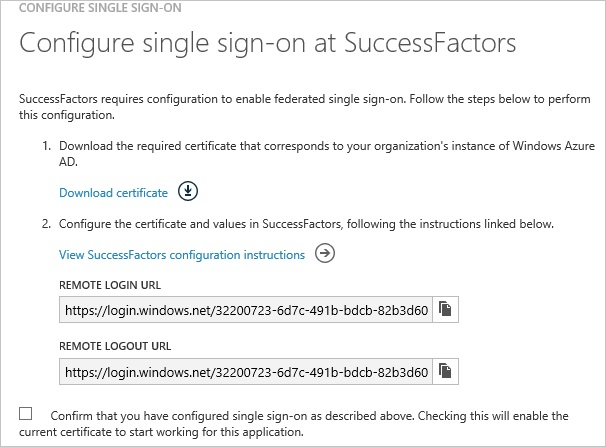 CONFIGURE SINGLE SIGN-ON
Configure single sign-on at SuccessFactors
SuccessFactors requires configuration to enable federated single sign-on. Follow the steps below to perform
this configuration.
1. Download the required certificate that corresponds to your organization's instance of Windows Azure
AD.
Download certificate
2. Configure the certificate and values in SuccessFactors, following the instructions linked below.
View SuccessFactors configuration instructions
REMOTE LOGIN URL
https://login.windows.net/32200723-6d7c-491b-bdcb-82b3d60
REMOTE LOGOUT URL
https://login.windows.net/32200723-6d7c-491b-bdcb-82b3d60
Confirm that you have configured single sign-on as described above. Checking this will enable the
current certificate to start working for this application.